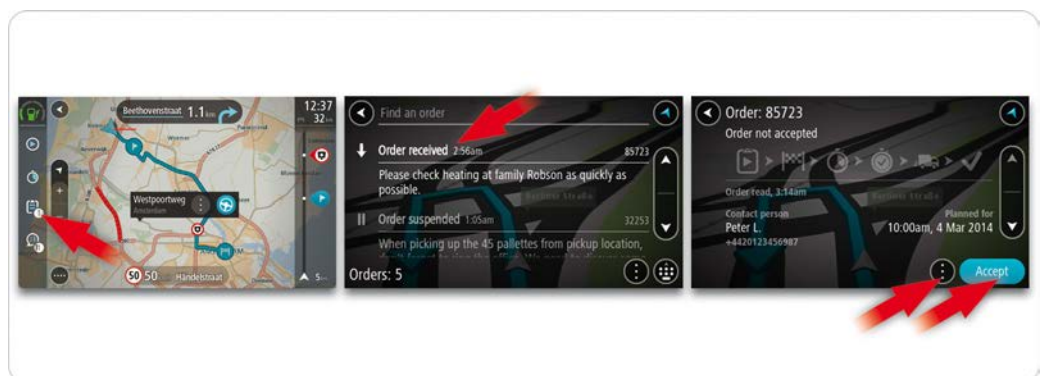 Beethovenstraat 1.1 km
12:37
32
Westpoortweg
Amsterdam
50 50 Händelstraat
5
Find an order
Order received 2:56am 85723
Please check heating at family Robson as quickly as
possible.
Order suspended 1:05am 32253
When picking up the 45 pallettes from pickup location,
Orders: 5
Order: 85723
Order not accepted
Order read, 3:14am
Contact person
Peter L.
+4420123456987
Planned for
10:00am, 4 Mar 2014
Accept